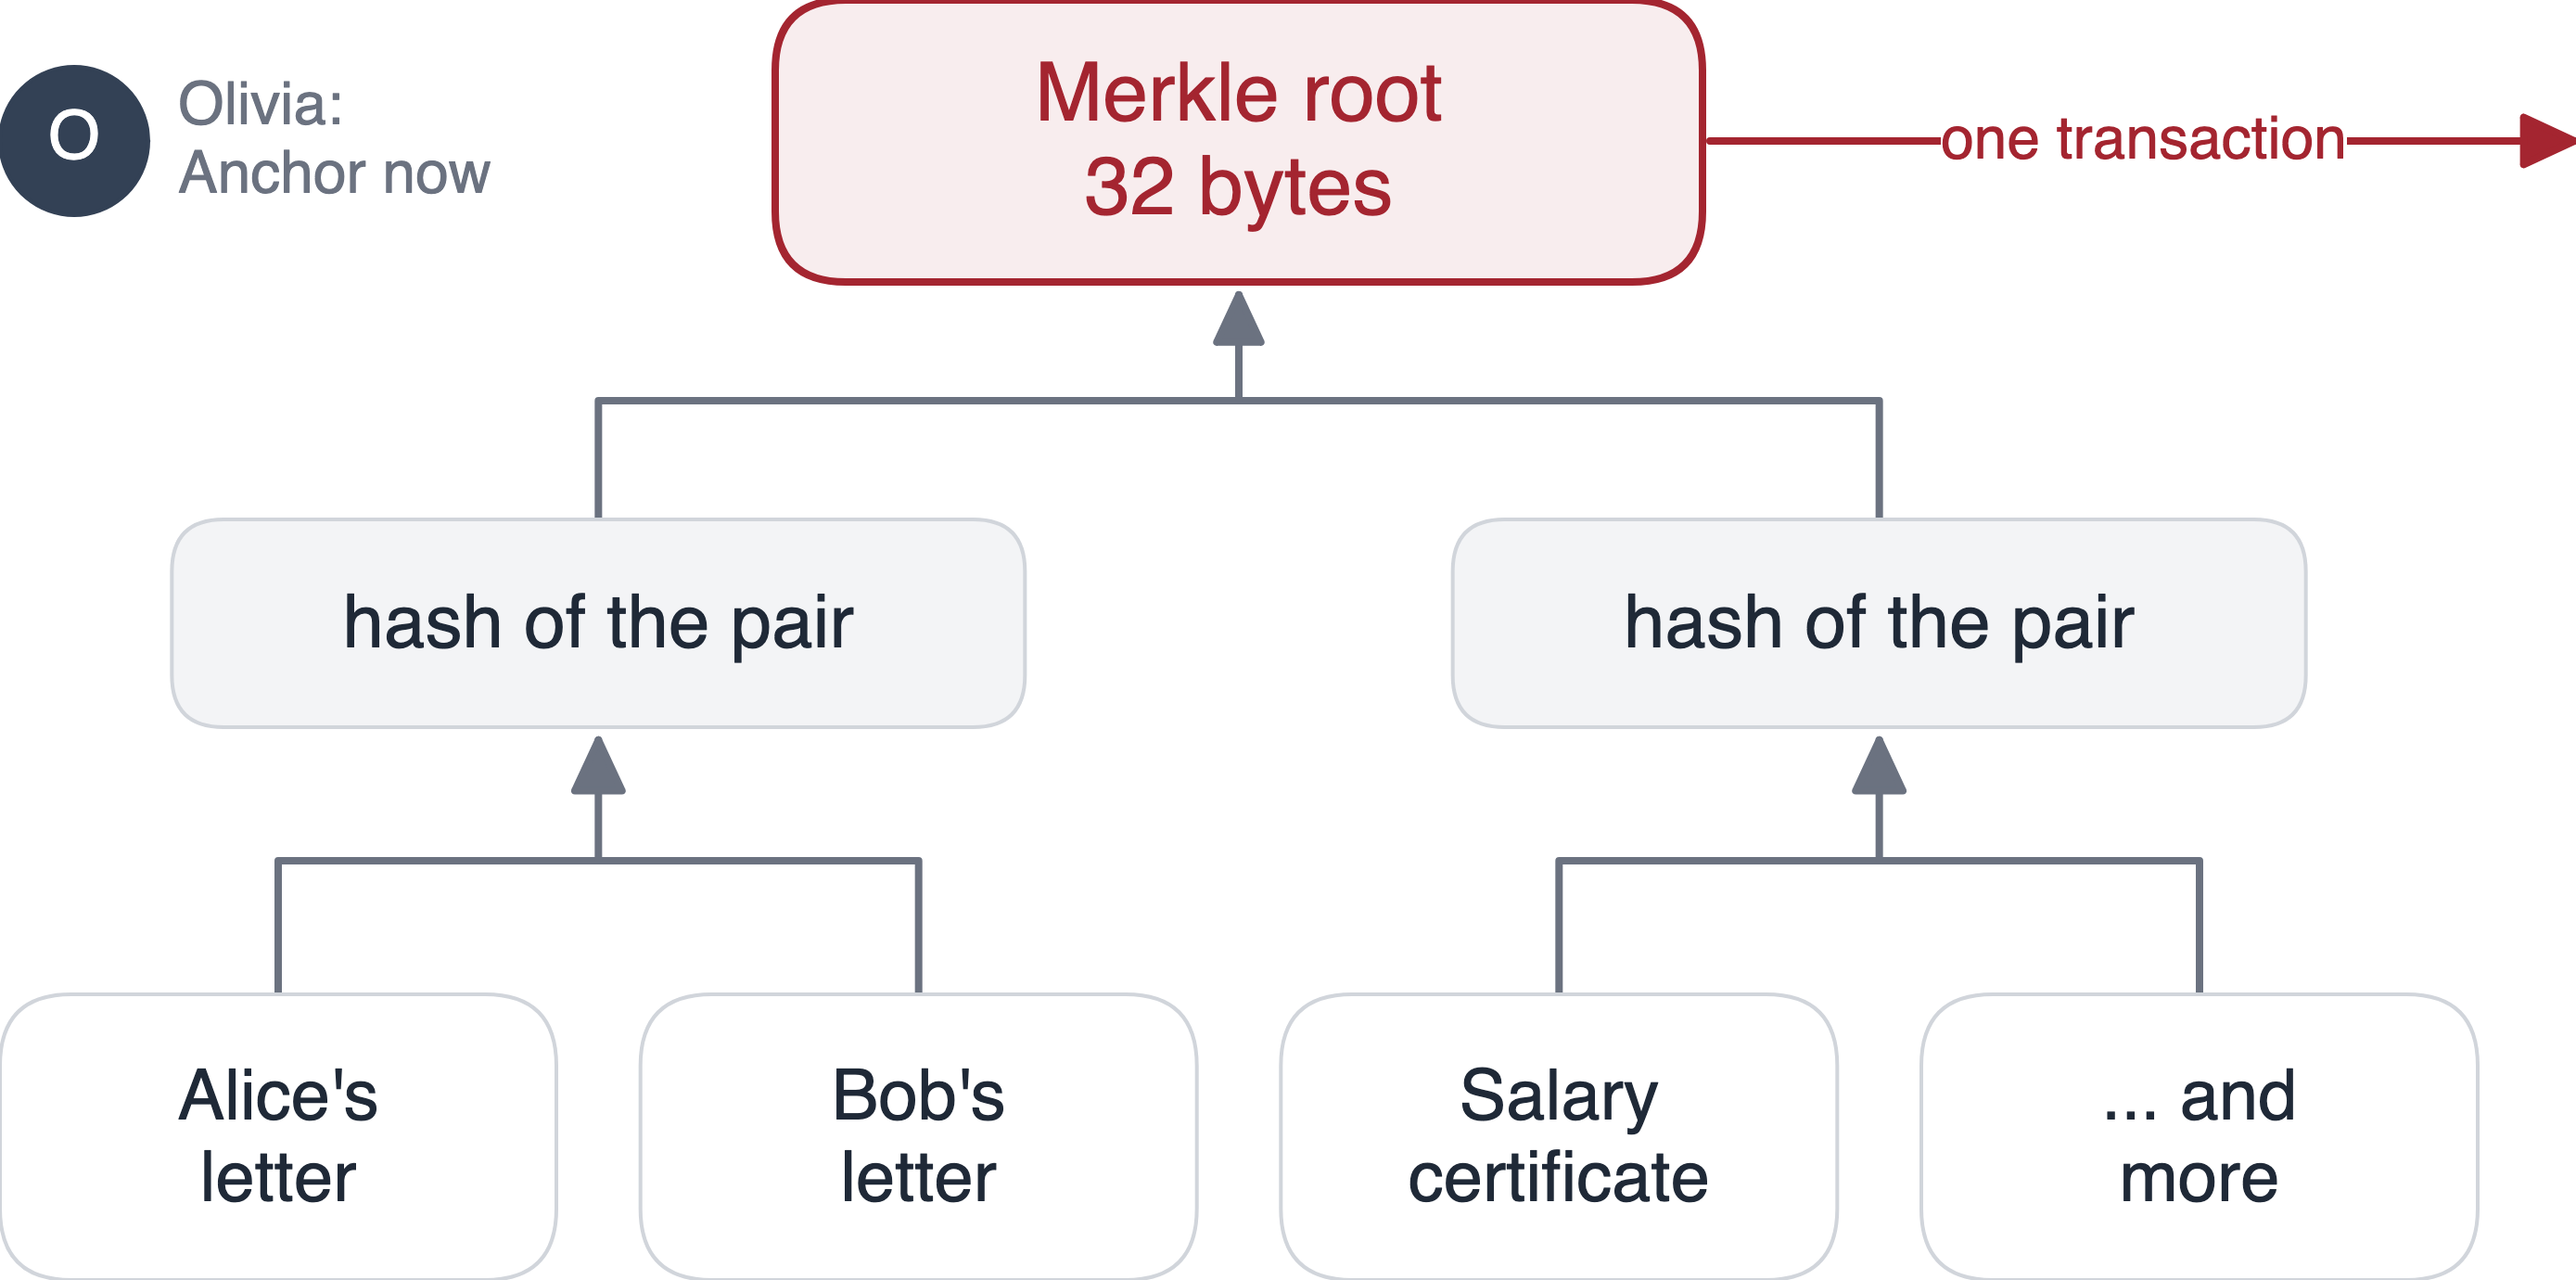 O
Olivia:
Anchor now
Merkle root
32 bytes
one transaction
hash of the pair
hash of the pair
Alice's
letter
Bob's
letter
Salary
certificate
... and
more